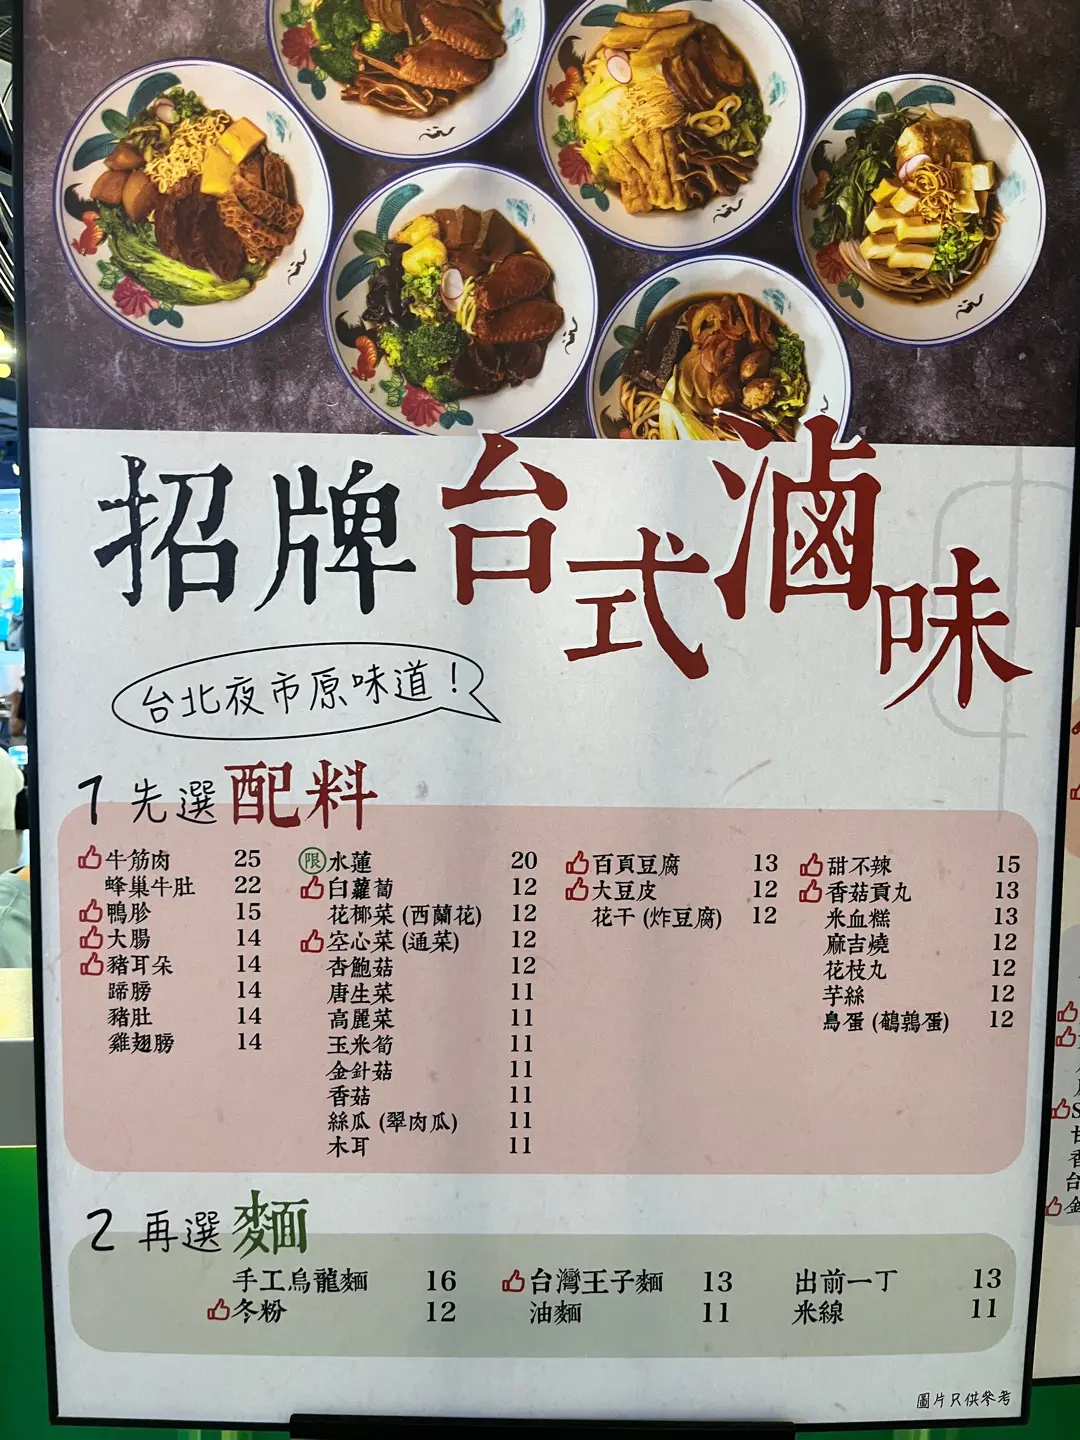 招牌台式滷味
台北夜市原味道！
1 先選配料
牛筋肉 25
蜂巢牛肚 22
鴨胗 15
大腸 14
豬耳朵 14
蹄膀 14
豬肚 14
雞翅膀 14
限 水蓮 20
白蘿蔔 12
花椰菜 (西蘭花) 12
空心菜 (通菜) 12
杏鮑菇 12
唐生菜 11
高麗菜 11
玉米筍 11
金針菇 11
香菇 11
絲瓜 (翠肉瓜) 11
木耳 11
百頁豆腐 13
大豆皮 12
花干 (炸豆腐) 12
甜不辣 15
香菇貢丸 13
米血糕 13
麻吉燒 12
花枝丸 12
芋絲 12
鳥蛋 (鵪鶉蛋) 12
2 再選麵
手工烏龍麵 16
台灣王子麵 13
出前一丁 13
冬粉 12
油麵 11
米線 11
圖片只供參考